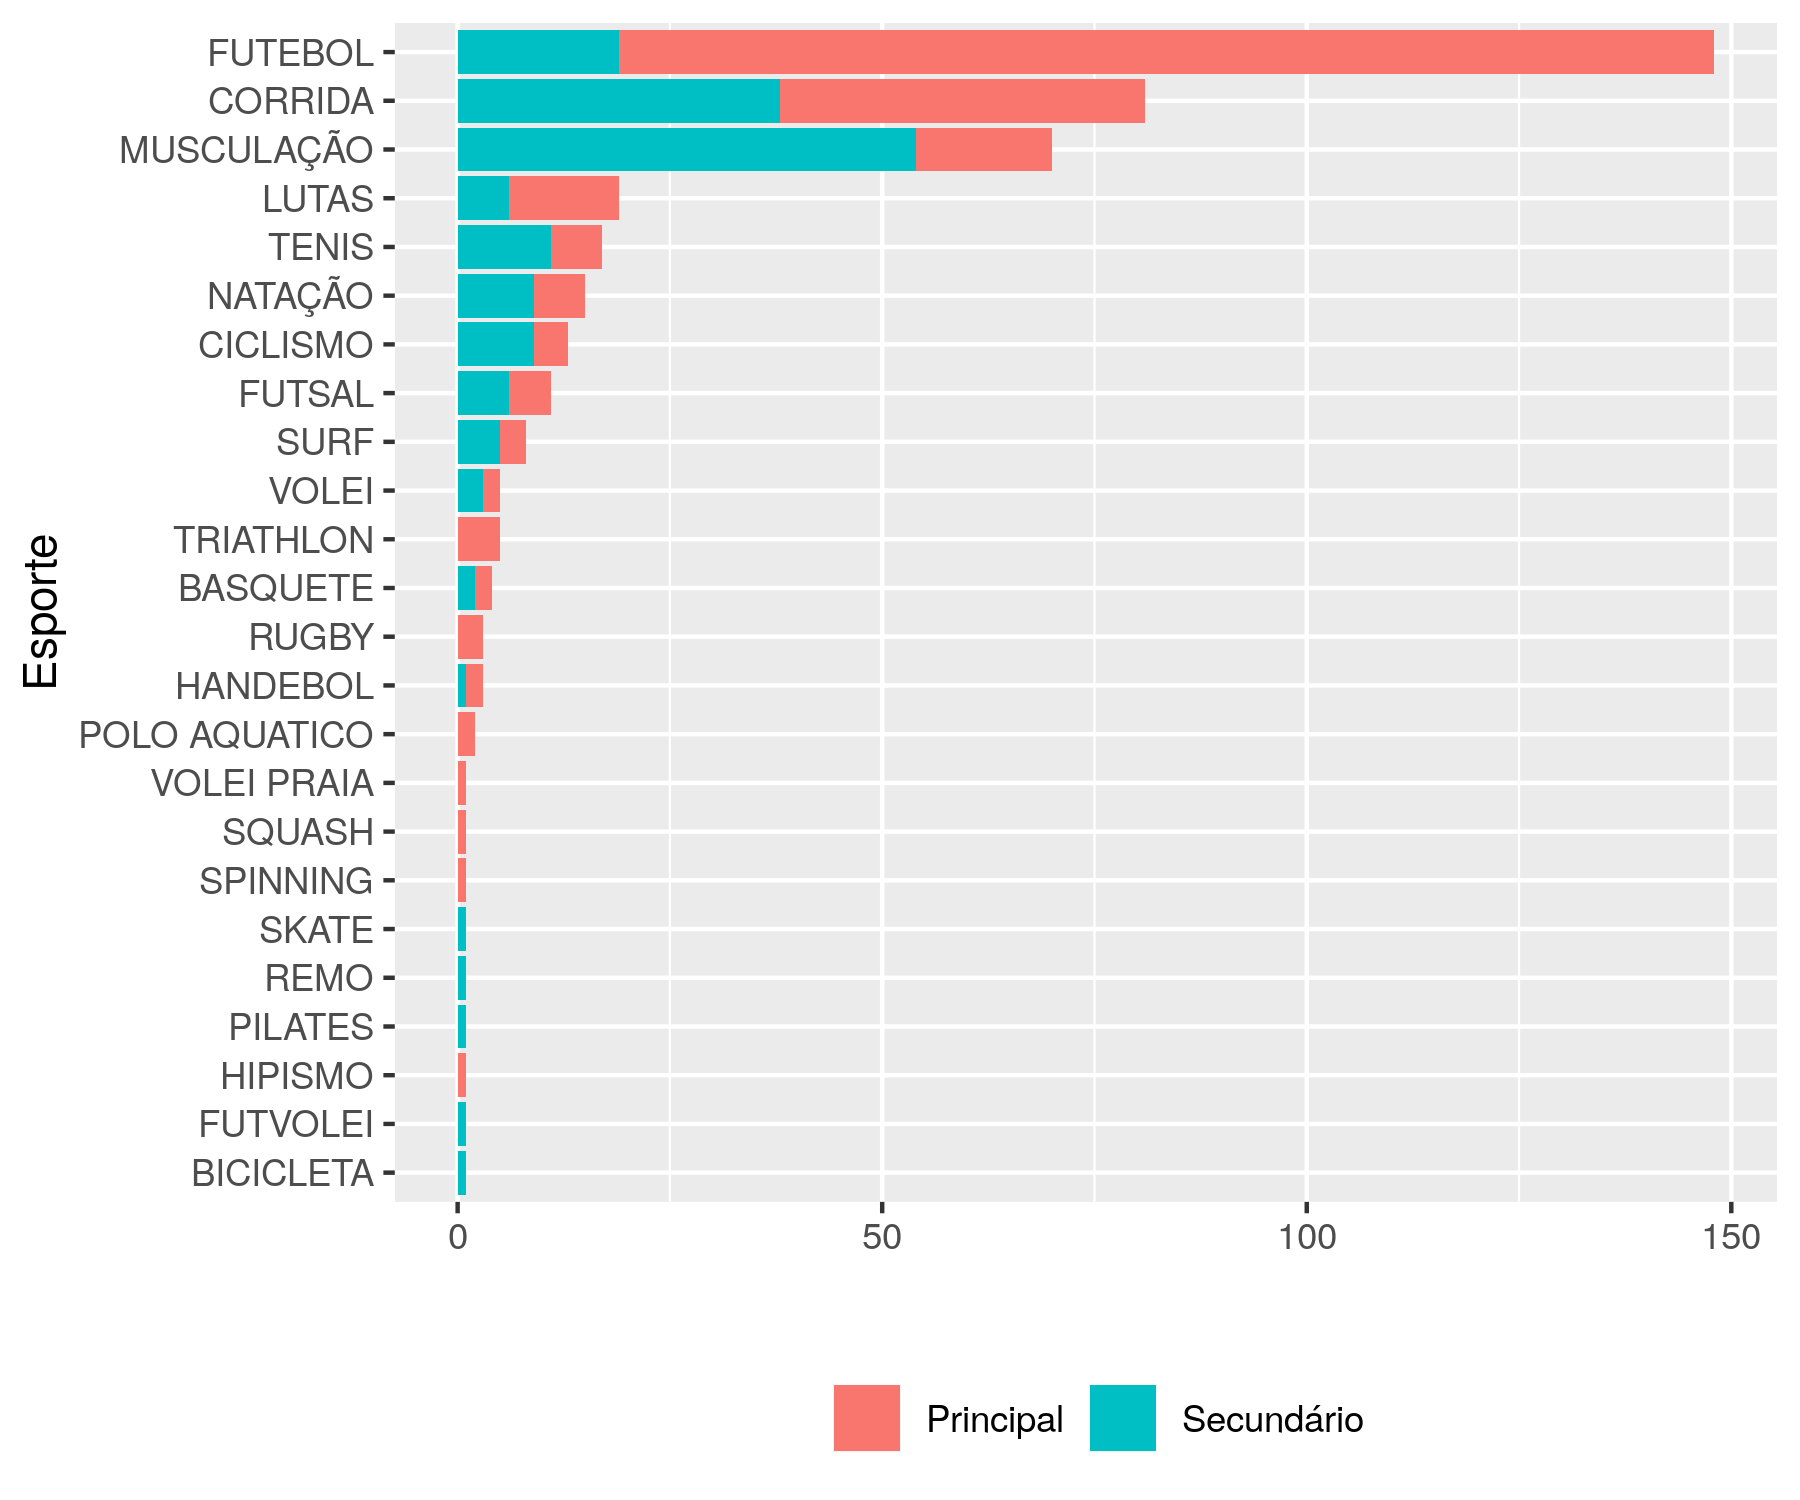 FUTEBOL
CORRIDA
MUSCULAÇÃO
LUTAS
TENIS
NATAÇÃO
CICLISMO
FUTSAL
SURF
VOLEI
TRIATHLON
BASQUETE
RUGBY
HANDEBOL
POLO AQUATICO
VOLEI PRAIA
SQUASH
SPINNING
SKATE
REMO
PILATES
HIPISMO
FUTVOLEI
BICICLETA
Esporte
0 50 100 150
Principal Secundário